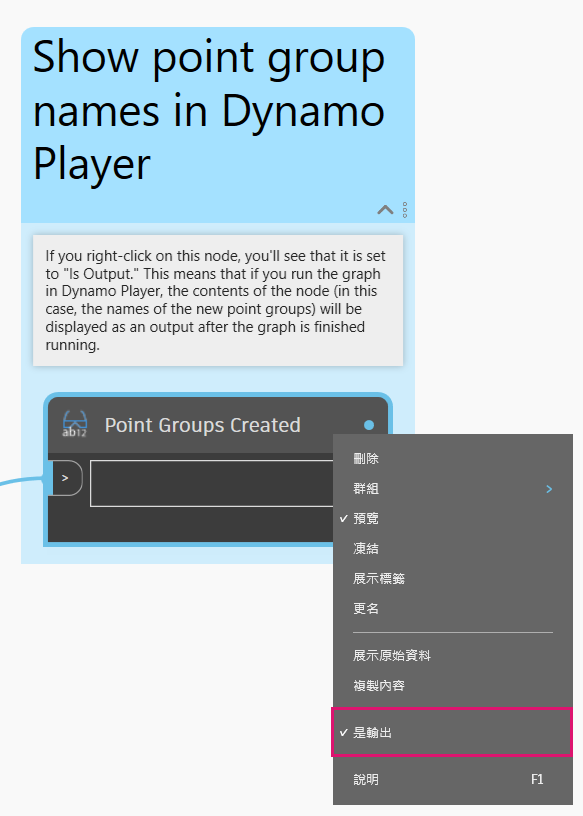 Show point group
names in Dynamo
Player
If you right-click on this node, you'll see that it is set
to "Is Output." This means that if you run the graph
in Dynamo Player, the contents of the node (in this
case, the names of the new point groups) will be
displayed as an output after the graph is finished
running.
ab12
Point Groups Created
>
刪除
群組 >
✓ 預覽
凍結
展示標籤
更名
展示原始資料
複製內容
✓ 是輸出
說明 F1